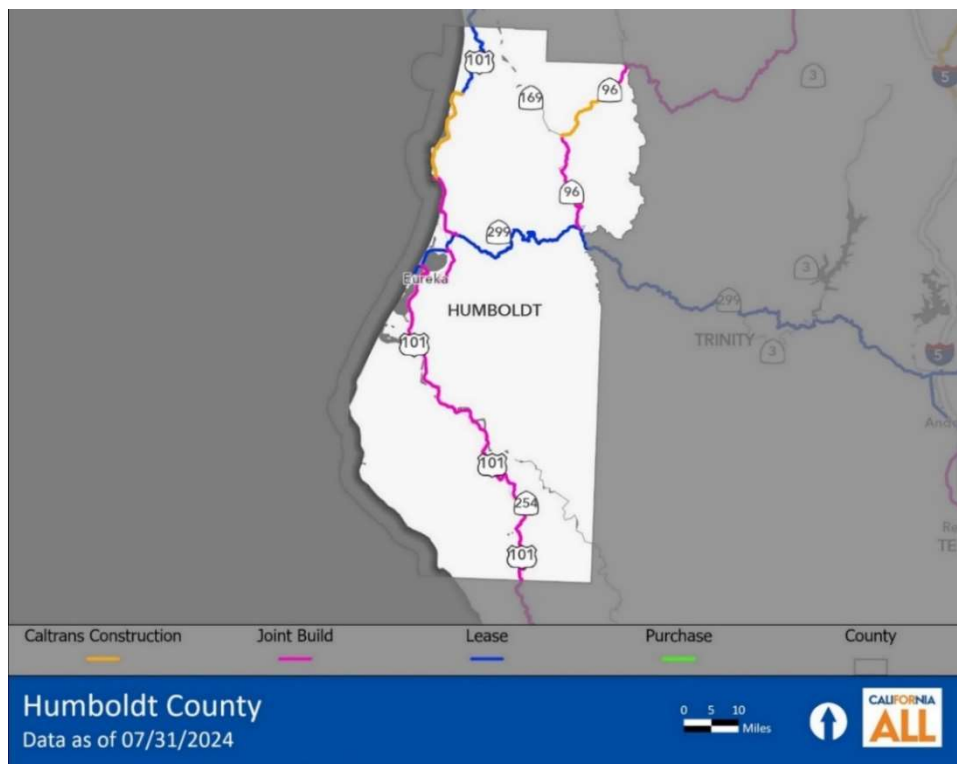 101
169
96
3
5
96
299
3
Eureka
HUMBOLDT
299
101
TRINITY
3
5
101
254
TE
101
Caltrans Construction
Joint Build
Lease
Purchase
County
Humboldt County
Data as of 07/31/2024
0 5 10
Miles
CALIFORNIA
ALL